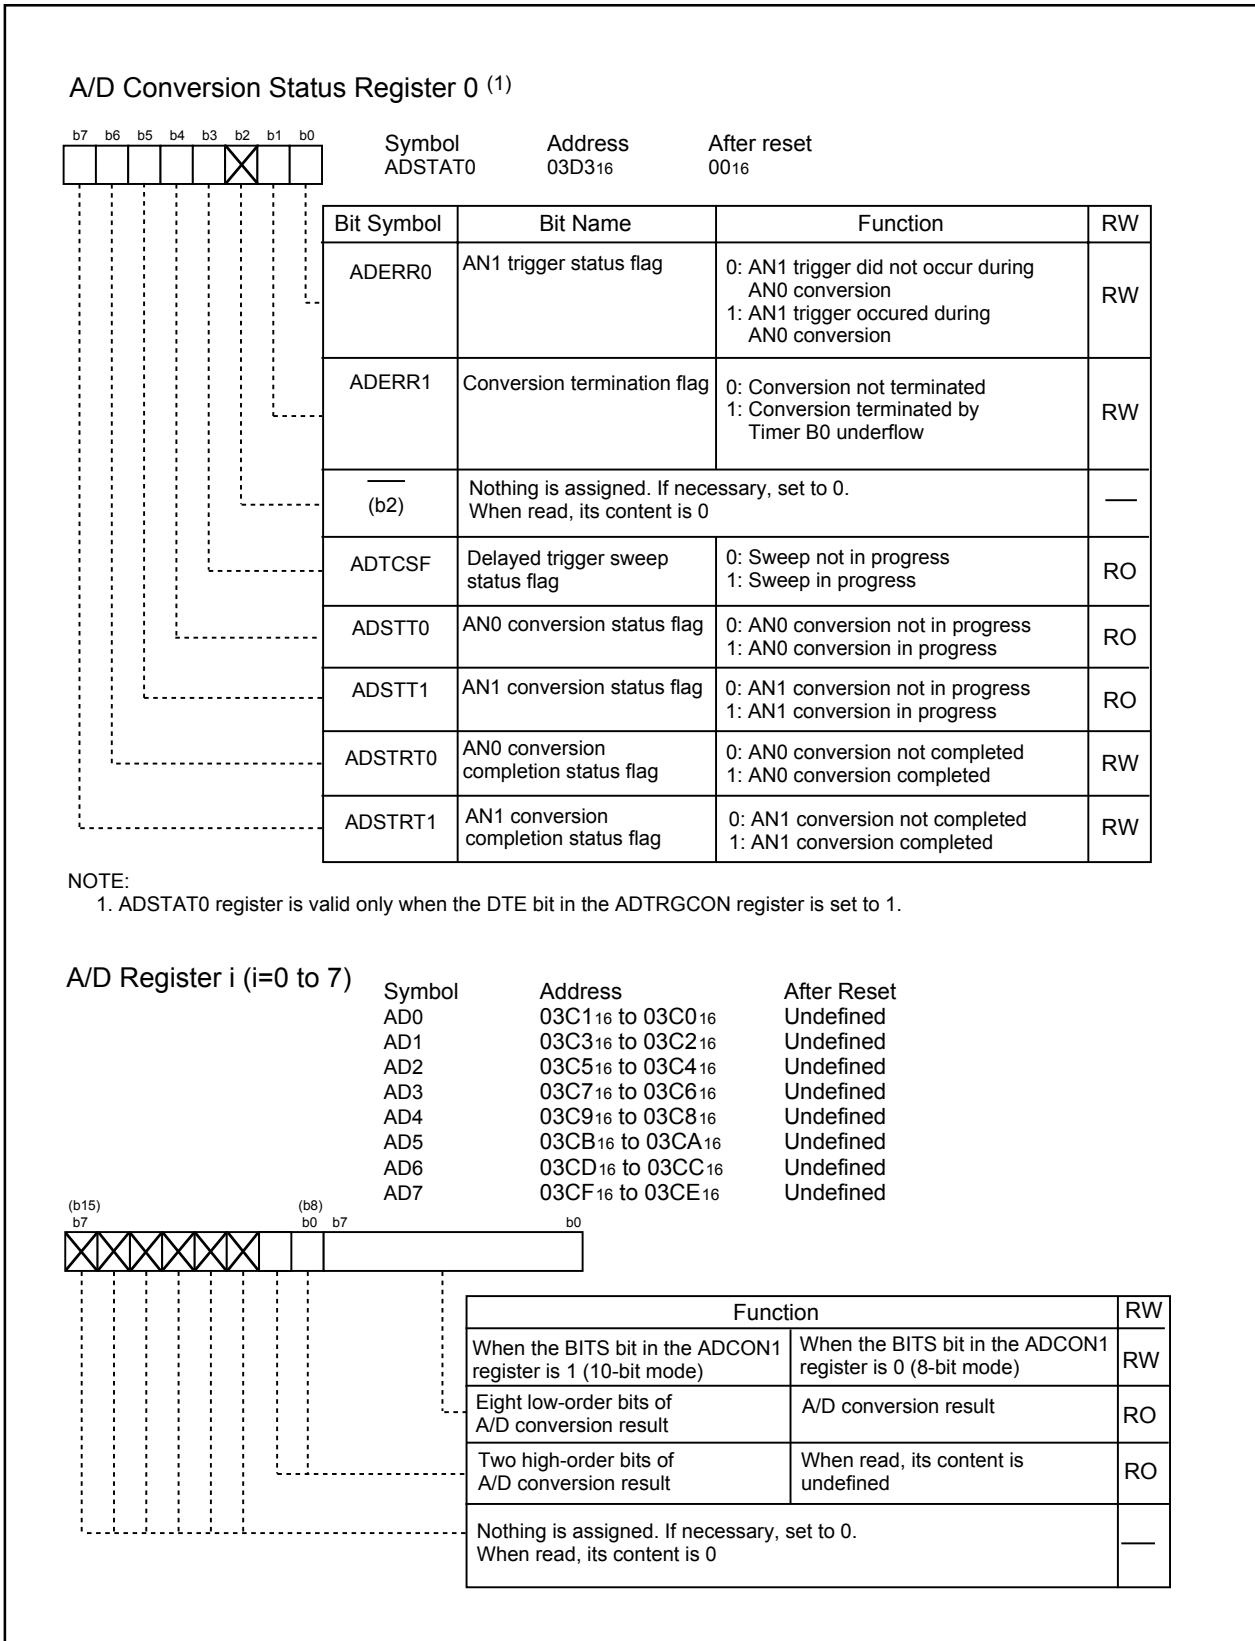 A/D Conversion Status Register 0 (1)
b7 b6 b5 b4 b3 b2 b1 b0
Symbol Address After reset
ADSTAT0 03D316 0016
Bit Symbol Bit Name Function RW
ADERR0 AN1 trigger status flag 0: AN1 trigger did not occur during
AN0 conversion
1: AN1 trigger occured during
AN0 conversion
RW
ADERR1 Conversion termination flag 0: Conversion not terminated
1: Conversion terminated by
Timer B0 underflow
RW
(b2) Nothing is assigned. If necessary, set to 0.
When read, its content is 0
ADTCSF Delayed trigger sweep
status flag
0: Sweep not in progress
1: Sweep in progress
RO
ADSTT0 AN0 conversion status flag 0: AN0 conversion not in progress
1: AN0 conversion in progress
RO
ADSTT1 AN1 conversion status flag 0: AN1 conversion not in progress
1: AN1 conversion in progress
RO
ADSTRT0 AN0 conversion
completion status flag
0: AN0 conversion not completed
1: AN0 conversion completed
RW
ADSTRT1 AN1 conversion
completion status flag
0: AN1 conversion not completed
1: AN1 conversion completed
RW
NOTE:
1. ADSTAT0 register is valid only when the DTE bit in the ADTRGCON register is set to 1.
A/D Register i (i=0 to 7)
Symbol Address After Reset
AD0 03C116 to 03C016 Undefined
AD1 03C316 to 03C216 Undefined
AD2 03C516 to 03C416 Undefined
AD3 03C716 to 03C616 Undefined
AD4 03C916 to 03C816 Undefined
AD5 03CB16 to 03CA16 Undefined
AD6 03CD16 to 03CC16 Undefined
AD7 03CF16 to 03CE16 Undefined
(b15) (b8)
b7 b0 b7 b0
Function RW
When the BITS bit in the ADCON1
register is 1 (10-bit mode)
When the BITS bit in the ADCON1
register is 0 (8-bit mode)
RW
Eight low-order bits of
A/D conversion result
A/D conversion result
RO
Two high-order bits of
A/D conversion result
When read, its content is
undefined
RO
Nothing is assigned. If necessary, set to 0.
When read, its content is 0